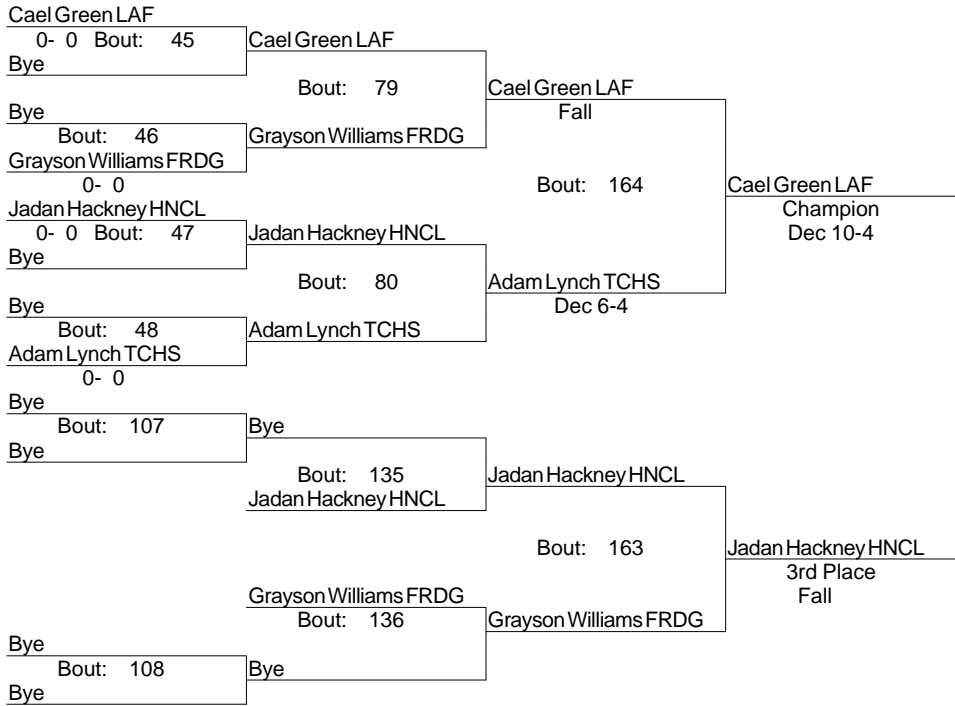 Cael Green LAF
0- 0 Bout: 45 Cael Green LAF
Bye
Bout: 79 Cael Green LAF
Bye Fall
Bout: 46 Grayson Williams FRDG
Grayson Williams FRDG
0- 0 Bout: 164 Cael Green LAF
Jadan Hackney HNCL Champion
0- 0 Bout: 47 Jadan Hackney HNCL Dec 10-4
Bye
Bout: 80 Adam Lynch TCHS
Bye Dec 6-4
Bout: 48 Adam Lynch TCHS
Adam Lynch TCHS
0- 0
Bye
Bout: 107 Bye
Bye
Bout: 135 Jadan Hackney HNCL
Jadan Hackney HNCL
Bout: 163 Jadan Hackney HNCL
3rd Place
Grayson Williams FRDG Fall
Bout: 136 Grayson Williams FRDG
Bye
Bout: 108 Bye
Bye